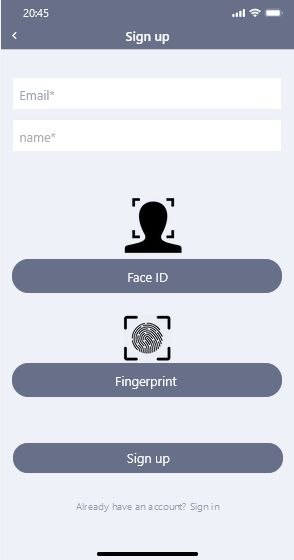 20:45
Sign up
Email*
name*
Face ID
Fingerprint
Sign up
Already have an account? Sign in